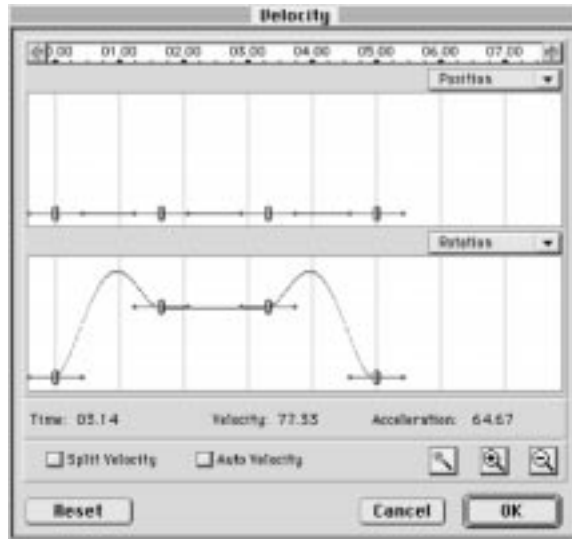 Velocity
0.00 01.00 02.00 03.00 04.00 05.00 06.00 07.00
Position
Rotation
Time: 03.14 Velocity: 77.33 Acceleration: 64.67
Split Velocity Auto Velocity
Reset Cancel OK